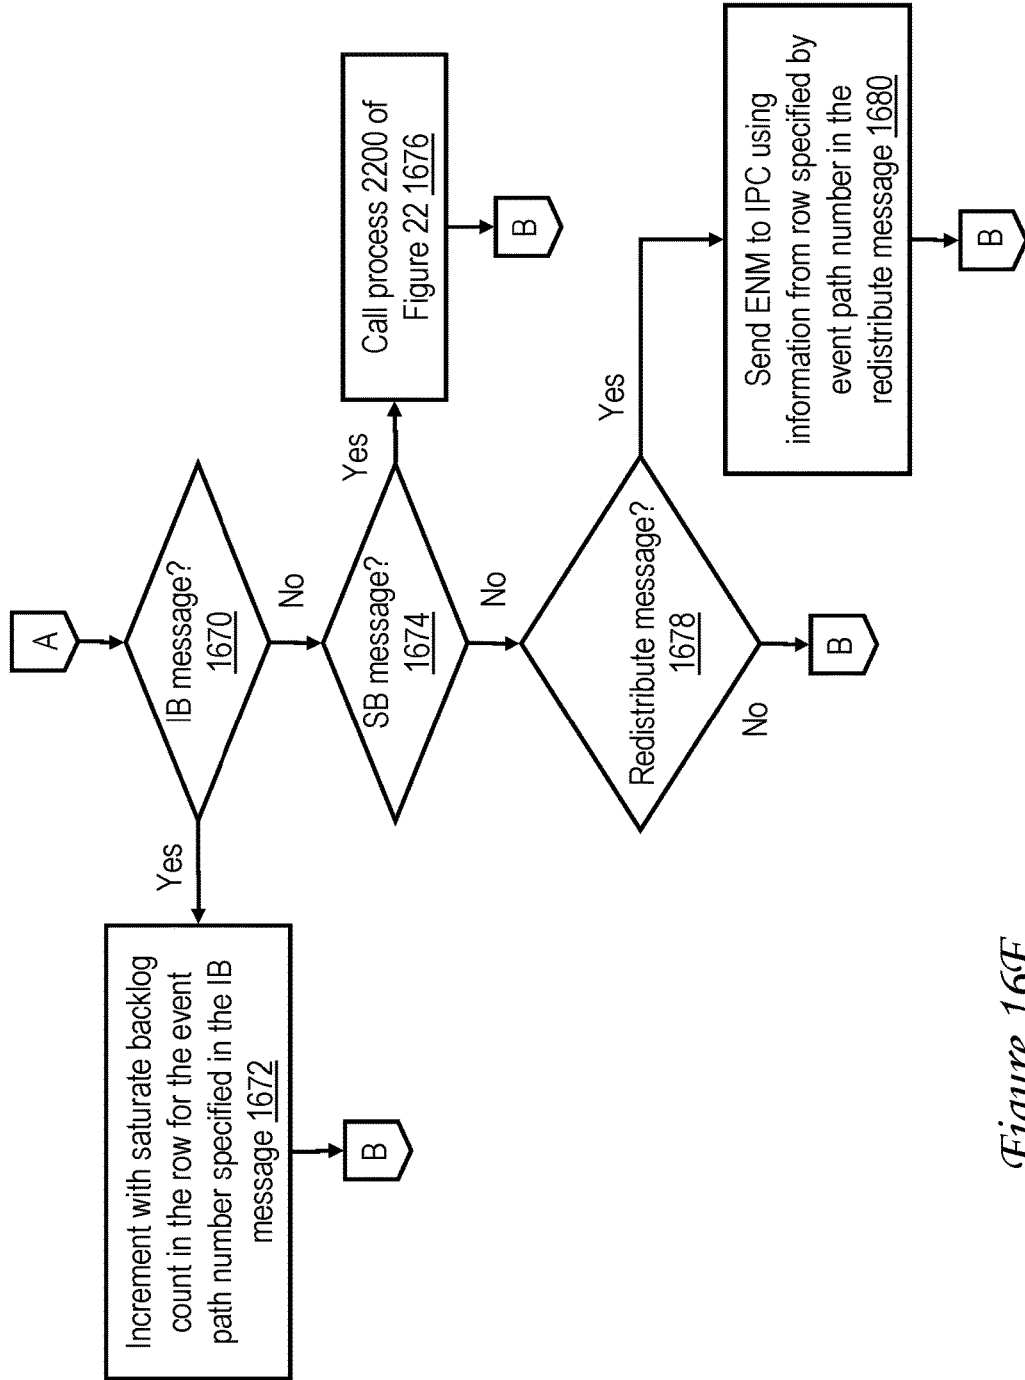 A
IB message?
1670
Yes
Increment with saturate backlog
count in the row for the event
path number specified in the IB
message 1672
B
No
SB message?
1674
Yes
Call process 2200 of
Figure 22 1676
B
No
Redistribute message?
1678
Yes
Send ENM to IPC using
information from row specified by
event path number in the
redistribute message 1680
B
No
B
Figure